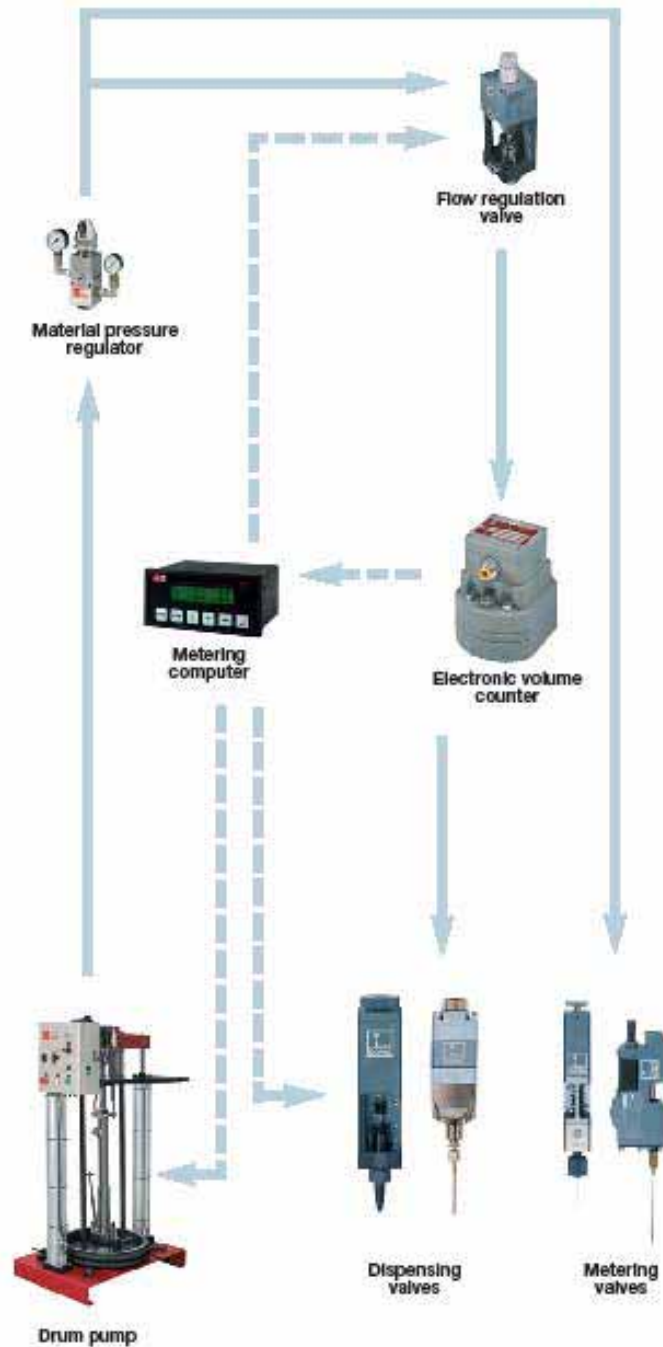 Flow regulation
valve
Material pressure
regulator
Metering
computer
Electronic volume
counter
Dispensing
valves
Metering
valves
Drum pump